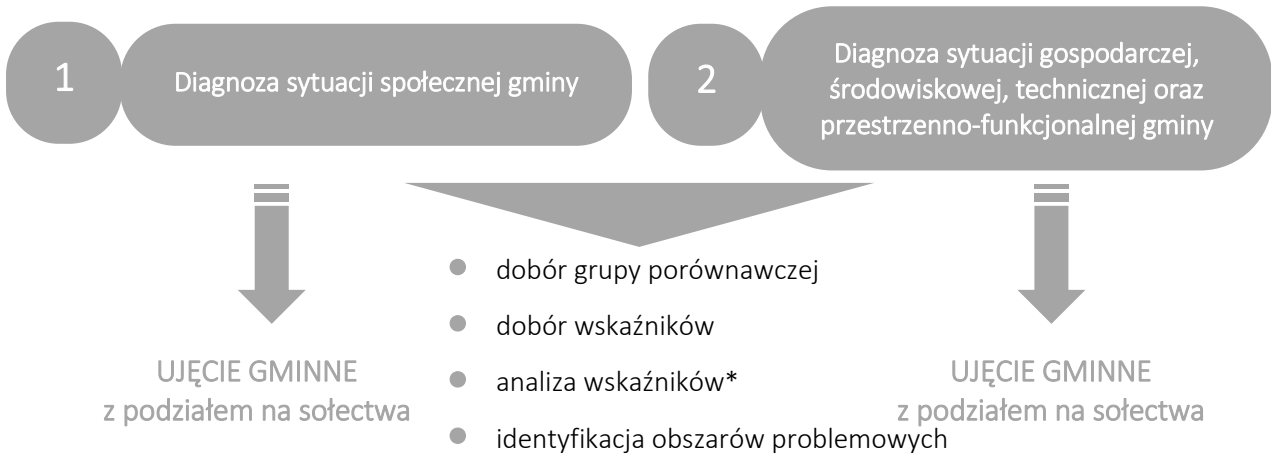 1
Diagnoza sytuacji społecznej gminy
2
Diagnoza sytuacji gospodarczej,
środowiskowej, technicznej oraz
przestrzenno-funkcjonalnej gminy
UJĘCIE GMINNE
z podziałem na sołectwa
dobór grupy porównawczej
dobór wskaźników
analiza wskaźników*
identyfikacja obszarów problemowych
UJĘCIE GMINNE
z podziałem na sołectwa